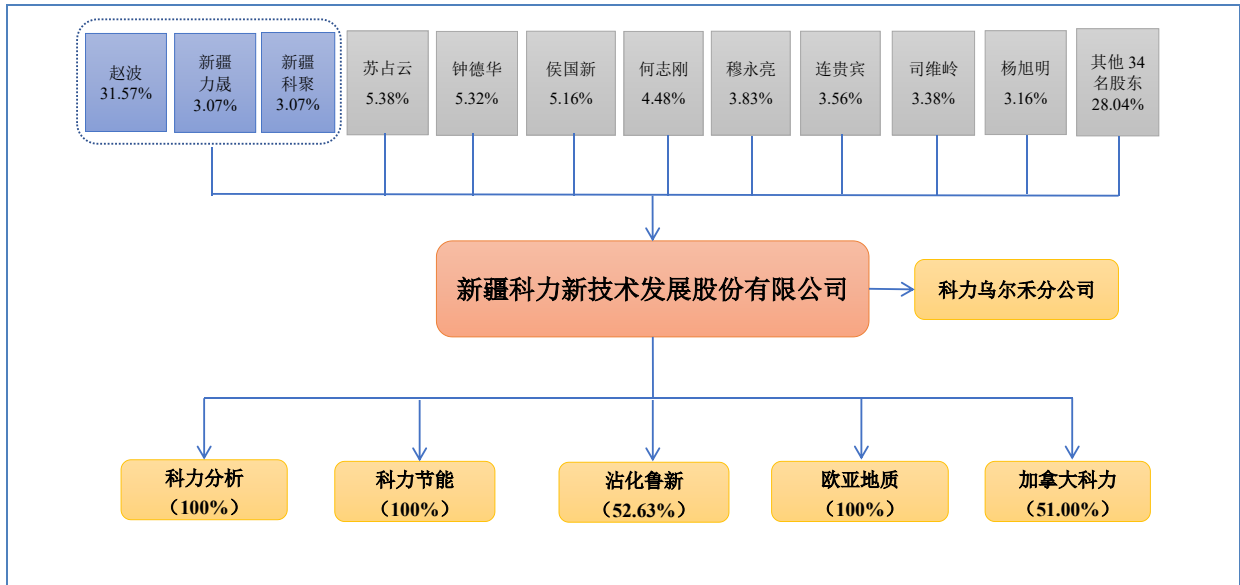 赵波
31.57%
新疆
力晟
3.07%
新疆
科聚
3.07%
苏占云
5.38%
钟德华
5.32%
侯国新
5.16%
何志刚
4.48%
穆永亮
3.83%
连贵宾
3.56%
司维岭
3.38%
杨旭明
3.16%
其他 34
名股东
28.04%
新疆科力新技术发展股份有限公司
科力乌尔禾分公司
科力分析
（100%）
科力节能
（100%）
沾化鲁新
（52.63%）
欧亚地质
（100%）
加拿大科力
（51.00%）